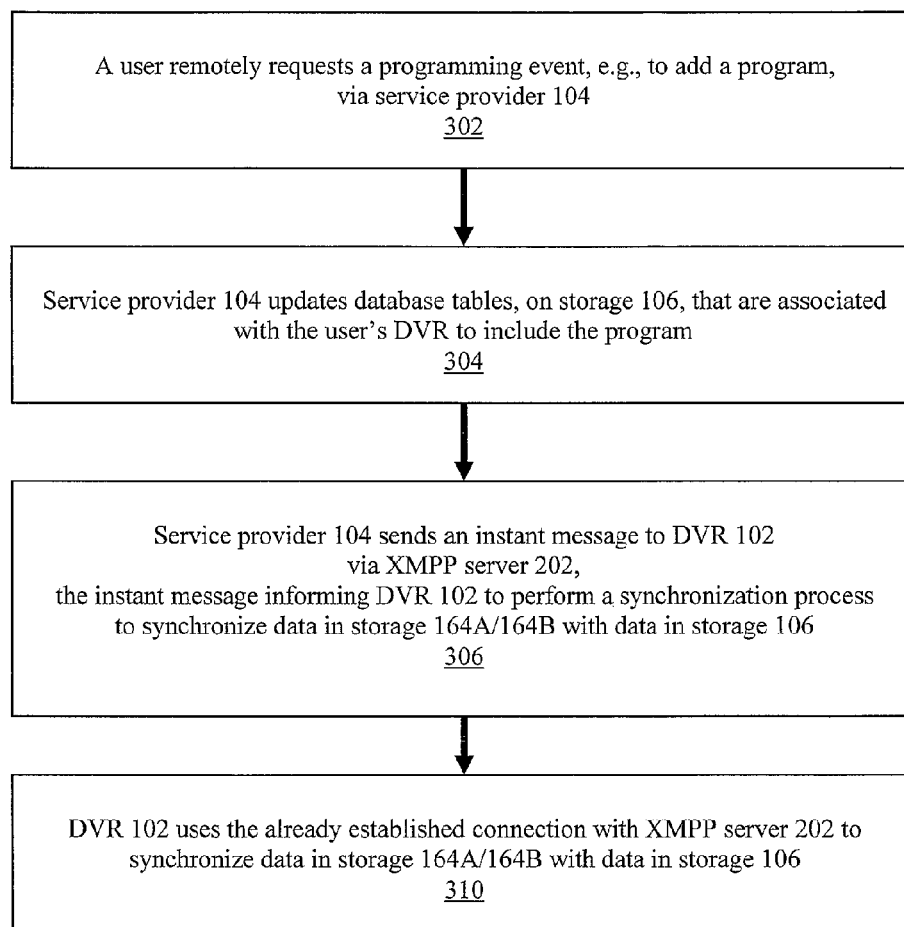 A user remotely requests a programming event, e.g., to add a program,
via service provider 104
302
Service provider 104 updates database tables, on storage 106, that are associated
with the user's DVR to include the program
304
Service provider 104 sends an instant message to DVR 102
via XMPP server 202,
the instant message informing DVR 102 to perform a synchronization process
to synchronize data in storage 164A/164B with data in storage 106
306
DVR 102 uses the already established connection with XMPP server 202 to
synchronize data in storage 164A/164B with data in storage 106
310